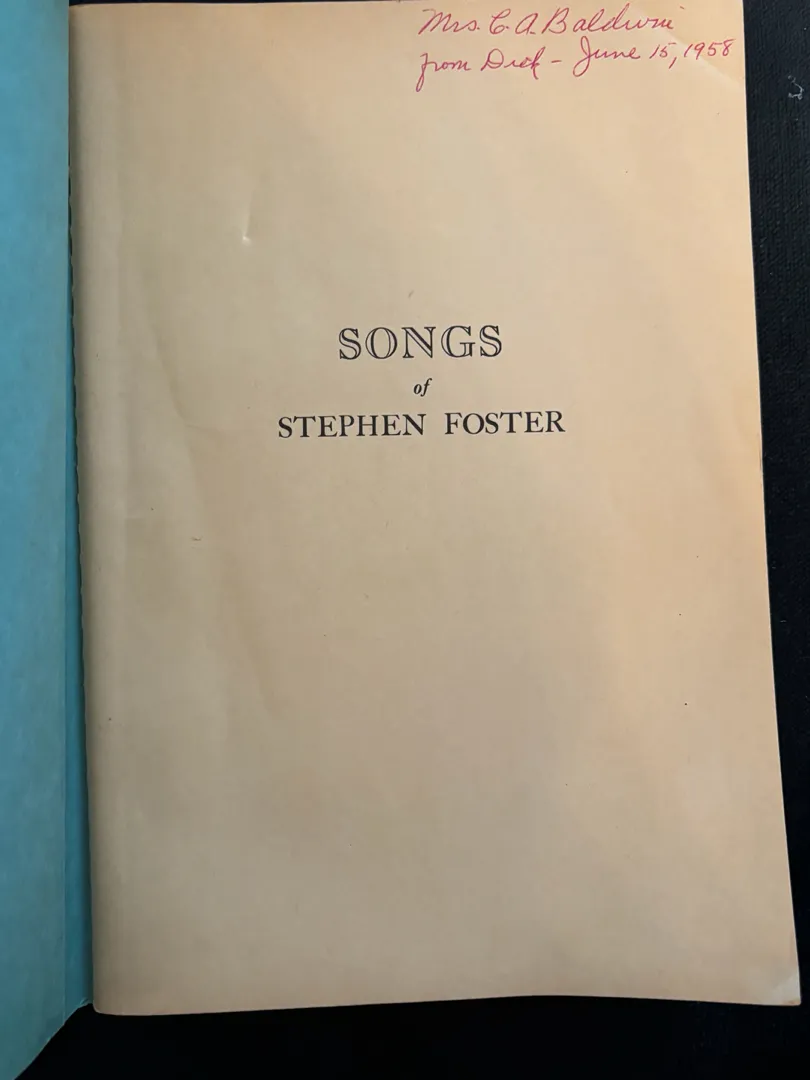 Mrs. C. A. Baldwin
from Dick - June 15, 1958
SONGS
of
STEPHEN FOSTER